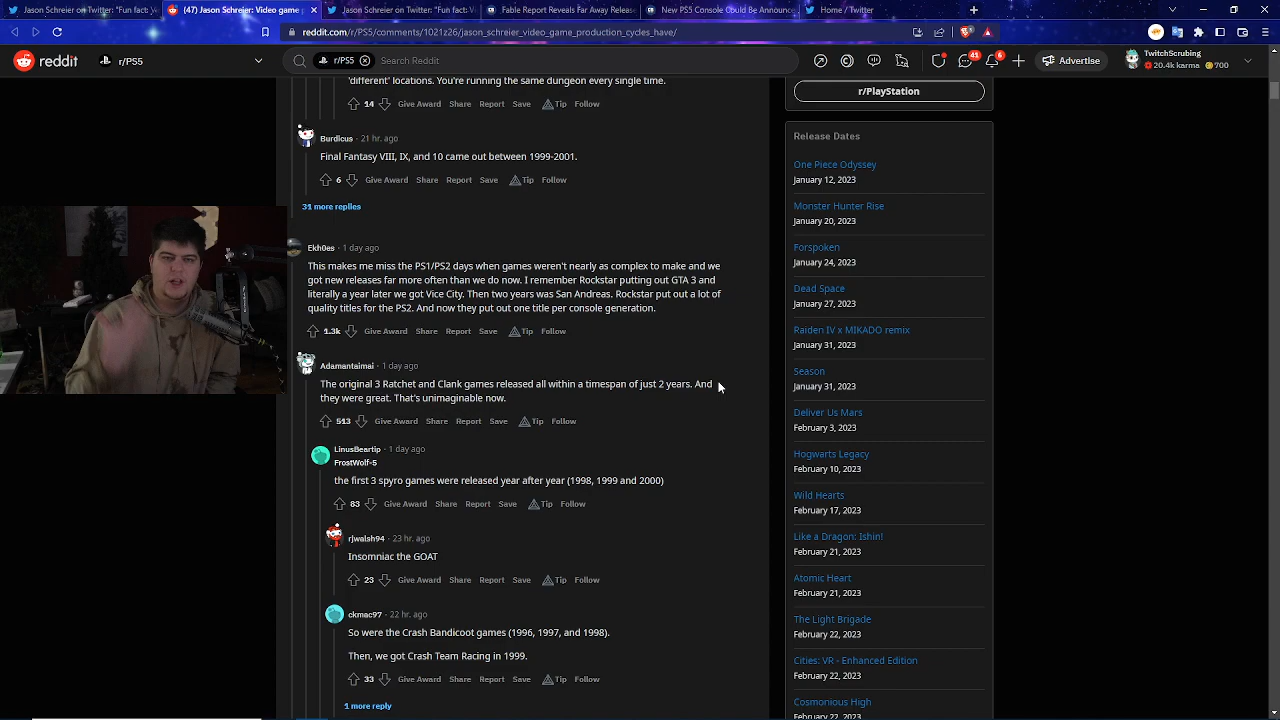 Jason Schreier on Twitter: "Fun fact: V
(47) Jason Schreier: Video game p
Jason Schreier on Twitter: "Fun fact: V
Fable Report Reveals Far Away Releas
New PS5 Console Could Be Announce
Home / Twitter
reddit.com/r/PS5/comments/1021z26/jason_schreier_video_game_production_cycles_have/
reddit
r/PS5
r/PS5
Search Reddit
41
6
Advertise
TwitchScrubing
20.4k karma
700
'different' locations. You're running the same dungeon every single time.
14 Give Award Share Report Save Tip Follow
Burdicus · 21 hr. ago
Final Fantasy VIII, IX, and 10 came out between 1999-2001.
6 Give Award Share Report Save Tip Follow
31 more replies
Ekh0es · 1 day ago
This makes me miss the PS1/PS2 days when games weren't nearly as complex to make and we
got new releases far more often than we do now. I remember Rockstar putting out GTA 3 and
literally a year later we got Vice City. Then two years was San Andreas. Rockstar put out a lot of
quality titles for the PS2. And now they put out one title per console generation.
1.3k Give Award Share Report Save Tip Follow
Adamantaimai · 1 day ago
The original 3 Ratchet and Clank games released all within a timespan of just 2 years. And
they were great. That's unimaginable now.
513 Give Award Share Report Save Tip Follow
LinusBeartip · 1 day ago
FrostWolf-5
the first 3 spyro games were released year after year (1998, 1999 and 2000)
83 Give Award Share Report Save Tip Follow
rjwalsh94 · 23 hr. ago
Insomniac the GOAT
23 Give Award Share Report Save Tip Follow
ckmac97 · 22 hr. ago
So were the Crash Bandicoot games (1996, 1997, and 1998).
Then, we got Crash Team Racing in 1999.
33 Give Award Share Report Save Tip Follow
1 more reply
r/PlayStation
Release Dates
One Piece Odyssey
January 12, 2023
Monster Hunter Rise
January 20, 2023
Forspoken
January 24, 2023
Dead Space
January 27, 2023
Raiden IV x MIKADO remix
January 31, 2023
Season
January 31, 2023
Deliver Us Mars
February 3, 2023
Hogwarts Legacy
February 10, 2023
Wild Hearts
February 17, 2023
Like a Dragon: Ishin!
February 21, 2023
Atomic Heart
February 21, 2023
The Light Brigade
February 22, 2023
Cities: VR - Enhanced Edition
February 22, 2023
Cosmonious High
February 22, 2023